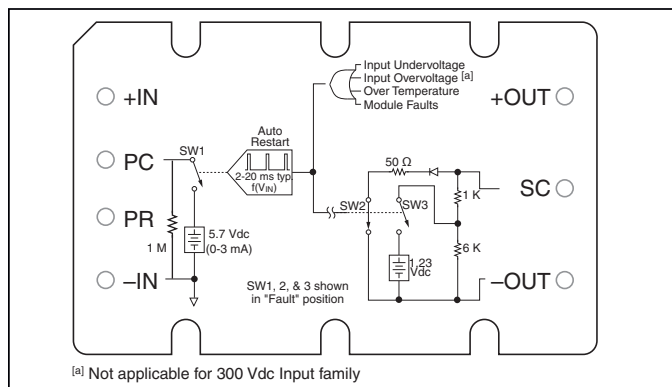 Input Undervoltage
Input Overvoltage [a]
Over Temperature
Module Faults
+IN
+OUT
Auto
Restart
SW1
PC
2-20 ms typ.
f(VIN)
50 Ω
SC
1 K
PR
SW2
SW3
5.7 Vdc
(0-3 mA)
1 M
6 K
1.23
Vdc
–IN
–OUT
SW1, 2, & 3 shown
in "Fault" position
[a] Not applicable for 300 Vdc Input family